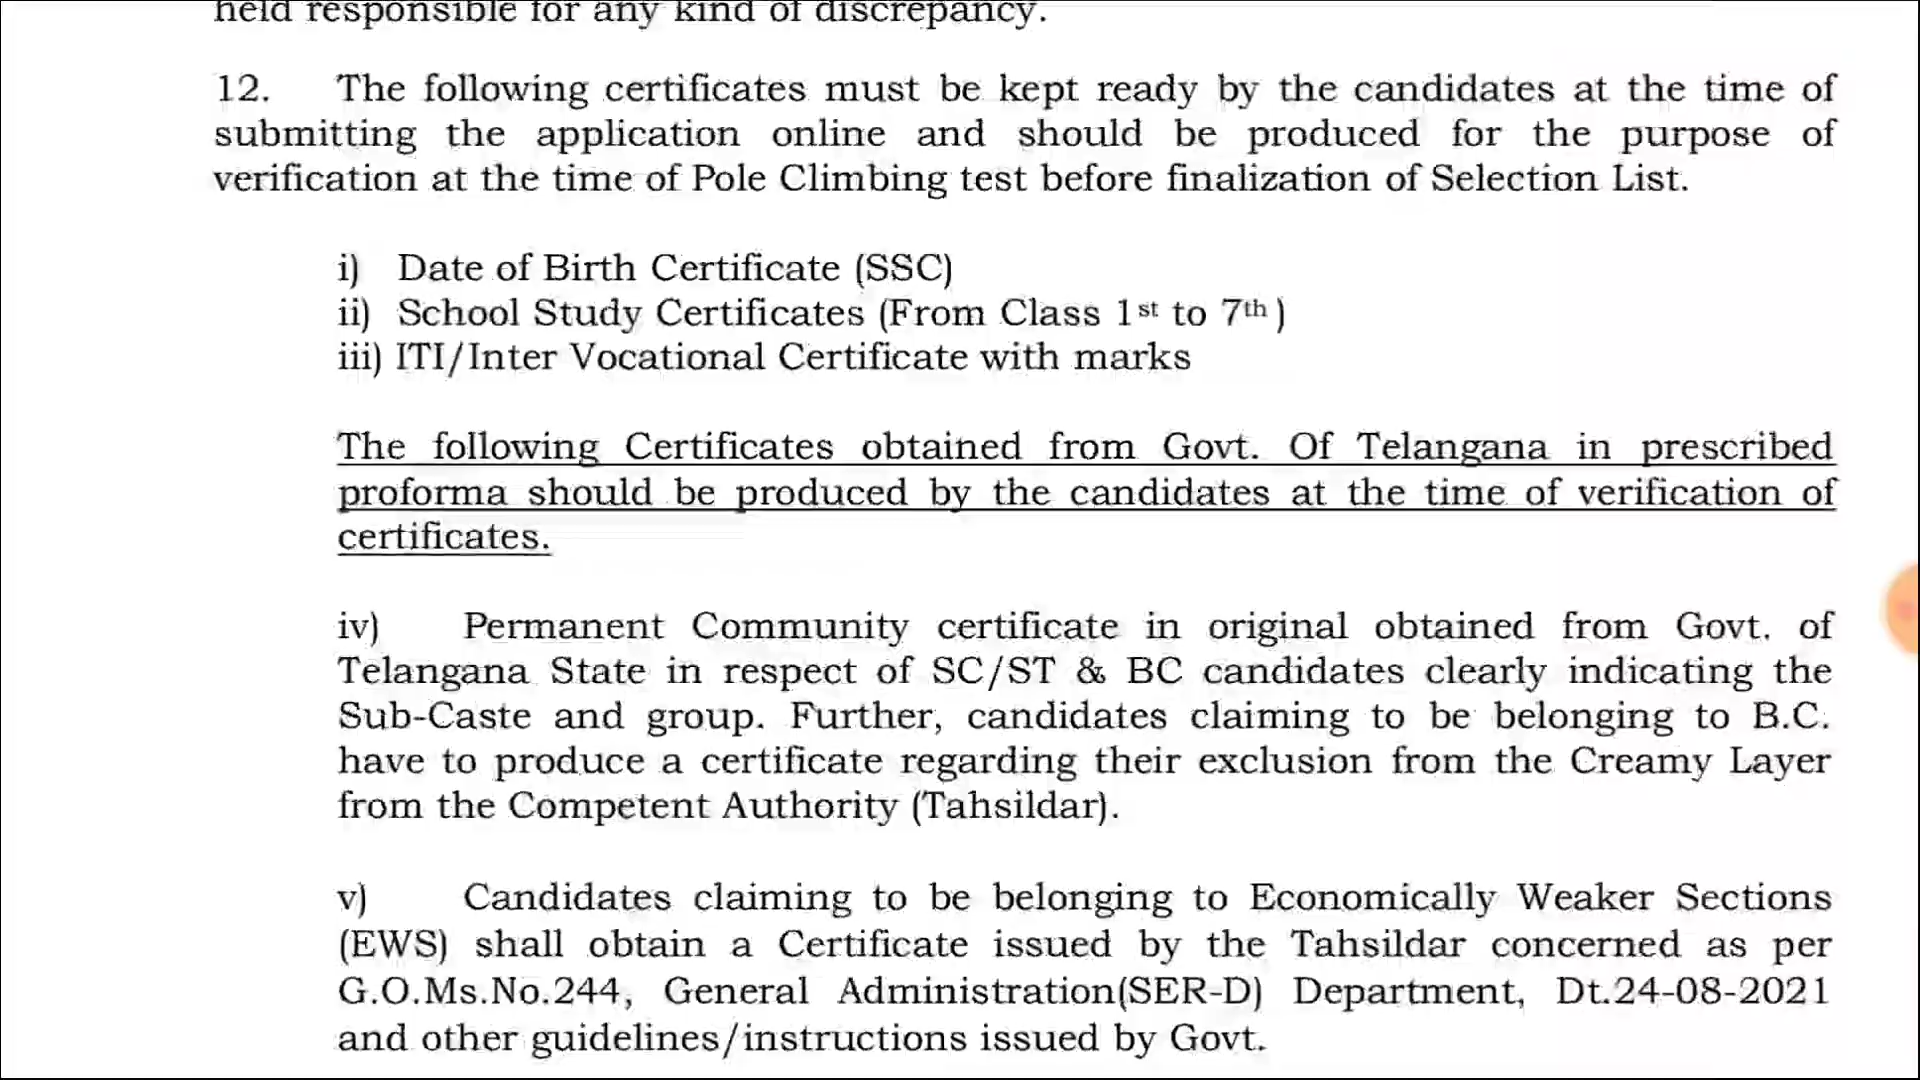 held responsible for any kind of discrepancy.
12. The following certificates must be kept ready by the candidates at the time of
submitting the application online and should be produced for the purpose of
verification at the time of Pole Climbing test before finalization of Selection List.
i) Date of Birth Certificate (SSC)
ii) School Study Certificates (From Class 1st to 7th )
iii) ITI/Inter Vocational Certificate with marks
The following Certificates obtained from Govt. Of Telangana in prescribed
proforma should be produced by the candidates at the time of verification of
certificates.
iv) Permanent Community certificate in original obtained from Govt. of
Telangana State in respect of SC/ST & BC candidates clearly indicating the
Sub-Caste and group. Further, candidates claiming to be belonging to B.C.
have to produce a certificate regarding their exclusion from the Creamy Layer
from the Competent Authority (Tahsildar).
v) Candidates claiming to be belonging to Economically Weaker Sections
(EWS) shall obtain a Certificate issued by the Tahsildar concerned as per
G.O.Ms.No.244, General Administration(SER-D) Department, Dt.24-08-2021
and other guidelines/instructions issued by Govt.